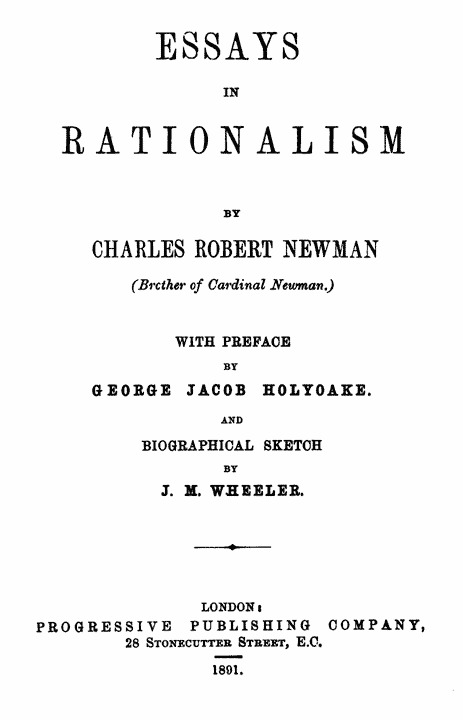 ESSAYS
IN
RATIONALISM
BY
CHARLES ROBERT NEWMAN
(Brcther of Cardinal Newman.)
WITH PREFACE
BY
GEORGE JACOB HOLYOAKE.
AND
BIOGRAPHICAL SKETCH
BY
J. M. WHEELER.
LONDON:
PROGRESSIVE PUBLISHING COMPANY,
28 STONECUTTER STREET, E.C.
1891.